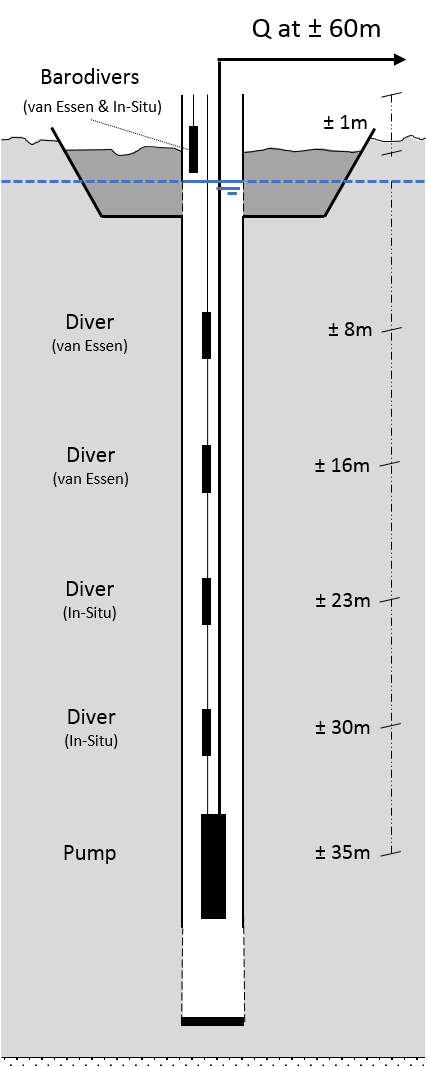 Q at ± 60m
Barodivers
(van Essen & In-Situ)
± 1m
Diver
(van Essen)
± 8m
Diver
(van Essen)
± 16m
Diver
(In-Situ)
± 23m
Diver
(In-Situ)
± 30m
Pump
± 35m